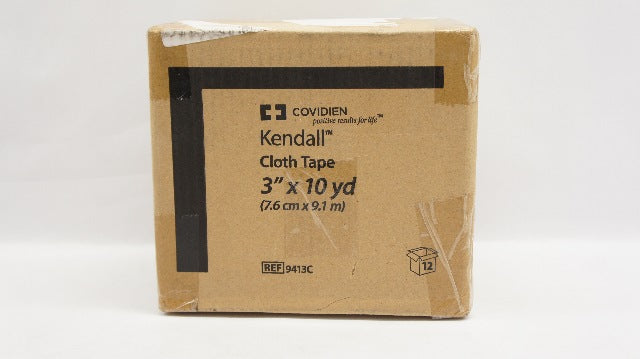 COVIDIEN
positive results for life™
Kendall™
Cloth Tape
3” x 10 yd
(7.6 cm x 9.1 m)
REF 9413C
12